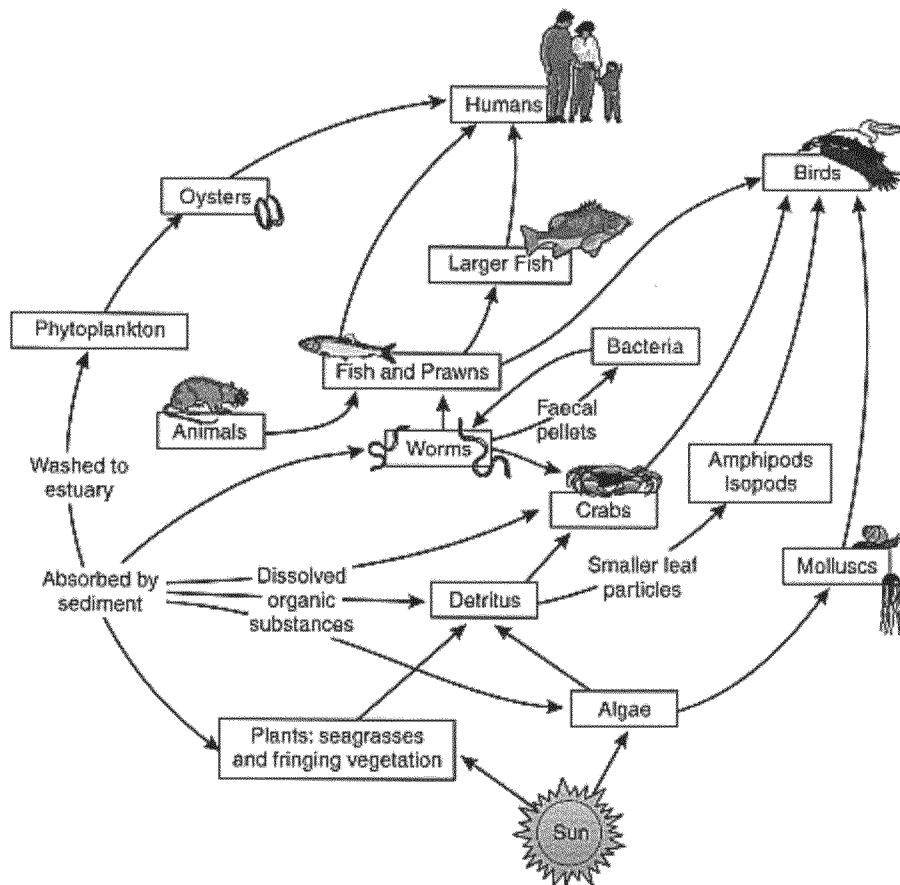 Humans
Birds
Oysters
Larger Fish
Phytoplankton
Bacteria
Fish and Prawns
Faecal
pellets
Animals
Worms
Washed to
estuary
Amphipods
Isopods
Crabs
Molluscs
Smaller leaf
particles
Absorbed by
sediment
Dissolved
organic
substances
Detritus
Algae
Plants: seagrasses
and fringing vegetation
Sun